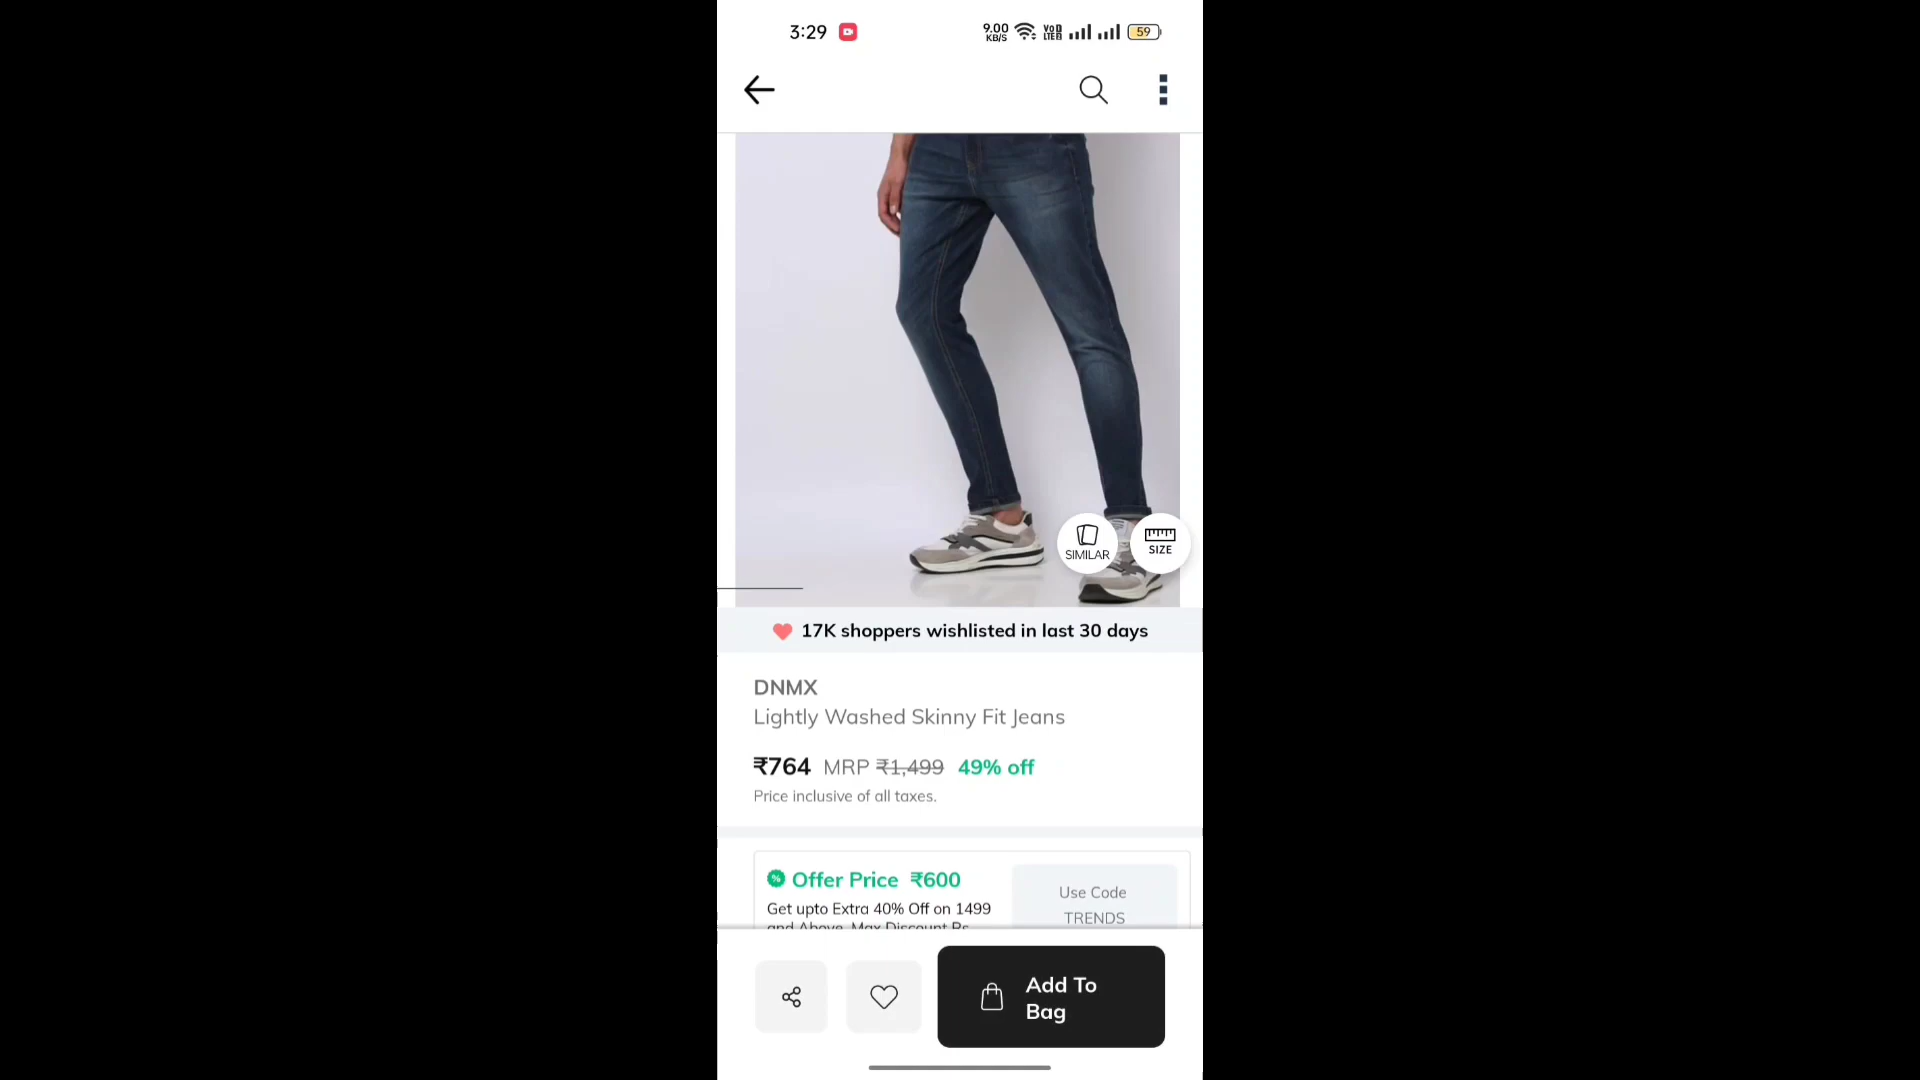 3:29
9.00
KB/S
VoD
LTE2
59
SIMILAR
SIZE
17K shoppers wishlisted in last 30 days
DNMX
Lightly Washed Skinny Fit Jeans
₹764 MRP ₹1,499 49% off
Price inclusive of all taxes.
% Offer Price ₹600
Get upto Extra 40% Off on 1499
and Above, Max Discount Rs
Use Code
TRENDS
Add To
Bag